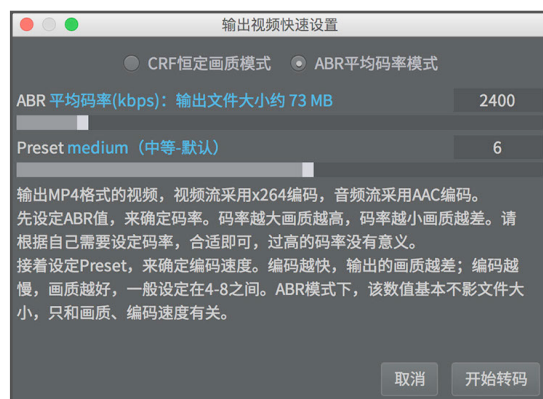 输出视频快速设置
CRF恒定画质模式 ABR平均码率模式
ABR 平均码率(kbps)：输出文件大小约 73 MB 2400
Preset medium（中等-默认） 6
输出MP4格式的视频，视频流采用x264编码，音频流采用AAC编码。
先设定ABR值，来确定码率。码率越大画质越高，码率越小画质越差。请
根据自己需要设定码率，合适即可，过高的码率没有意义。
接着设定Preset，来确定编码速度。编码越快，输出的画质越差；编码越
慢，画质越好，一般设定在4-8之间。ABR模式下，该数值基本不影文件大
小，只和画质、编码速度有关。
取消 开始转码